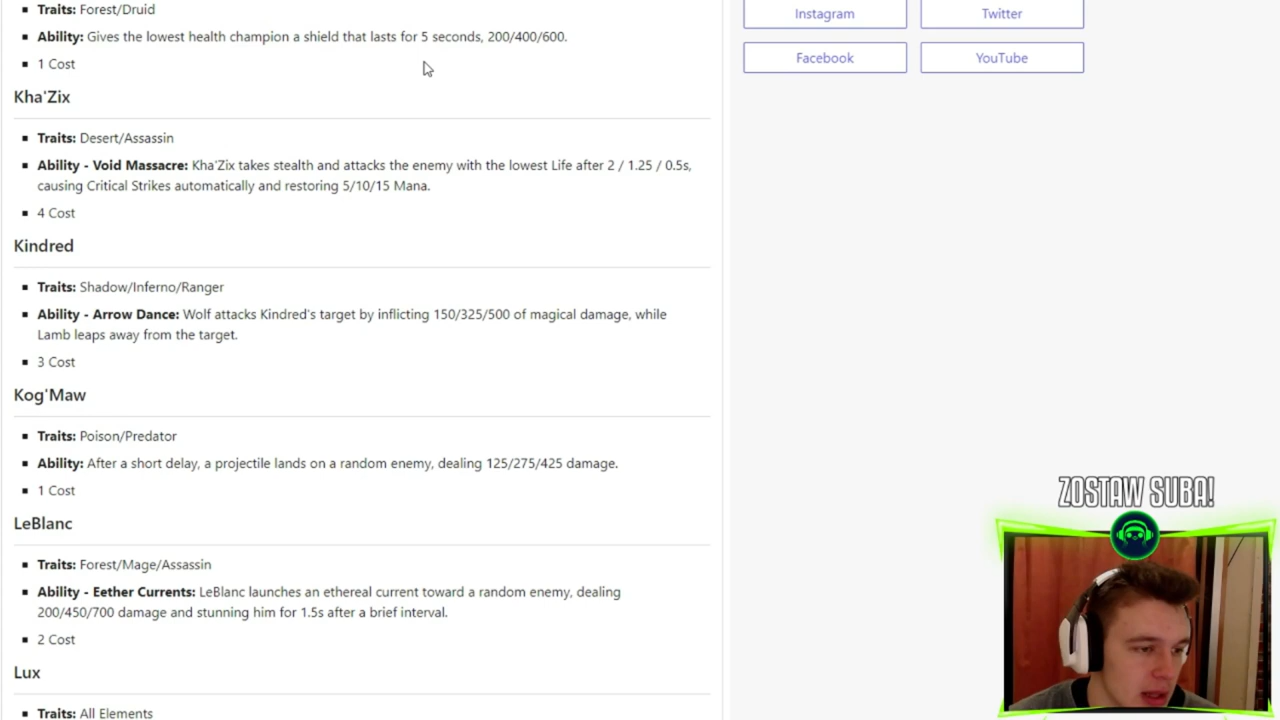 Traits: Forest/Druid
Ability: Gives the lowest health champion a shield that lasts for 5 seconds, 200/400/600.
1 Cost
Kha'Zix
Traits: Desert/Assassin
Ability - Void Massacre: Kha'Zix takes stealth and attacks the enemy with the lowest Life after 2 / 1.25 / 0.5s,
causing Critical Strikes automatically and restoring 5/10/15 Mana.
4 Cost
Kindred
Traits: Shadow/Inferno/Ranger
Ability - Arrow Dance: Wolf attacks Kindred's target by inflicting 150/325/500 of magical damage, while
Lamb leaps away from the target.
3 Cost
Kog'Maw
Traits: Poison/Predator
Ability: After a short delay, a projectile lands on a random enemy, dealing 125/275/425 damage.
1 Cost
LeBlanc
Traits: Forest/Mage/Assassin
Ability - Eether Currents: LeBlanc launches an ethereal current toward a random enemy, dealing
200/450/700 damage and stunning him for 1.5s after a brief interval.
2 Cost
Lux
Traits: All Elements
Instagram
Twitter
Facebook
YouTube
ZOSTAW SUBA!